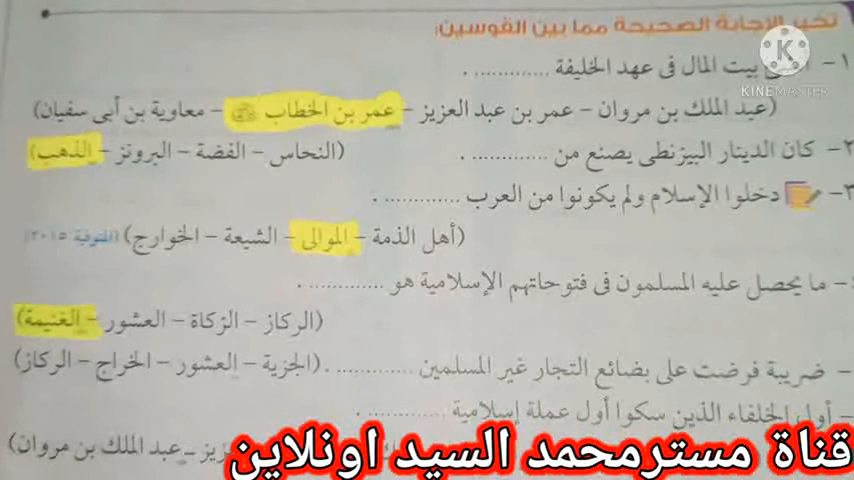 تخير الإجابة الصحيحة مما بين القوسين:
١- بيت المال فى عهد الخليفة ............ .
(عبد الملك بن مروان - عمر بن عبد العزيز - عمر بن الخطاب - معاوية بن أبى سفيان)
٢- كان الدينار البيزنطى يصنع من ............ .
(النحاس - الفضة - البرونز - الذهب)
٣- دخلوا الإسلام ولم يكونوا من العرب ............ .
(أهل الذمة - الموالى - الشيعة - الخوارج) (المنوفية ٢٠١٥)
- ما يحصل عليه المسلمون فى فتوحاتهم الإسلامية هو ............ .
(الركاز - الزكاة - العشور - الغنيمة)
- ضريبة فرضت على بضائع التجار غير المسلمين ............ . (الجزية - العشور - الخراج - الركاز)
- أول الخلفاء الذين سكوا أول عملة إسلامية ............ .
- عبد الملك بن مروان)
قناة مسترمحمد السيد اونلاين
KINEMASTER